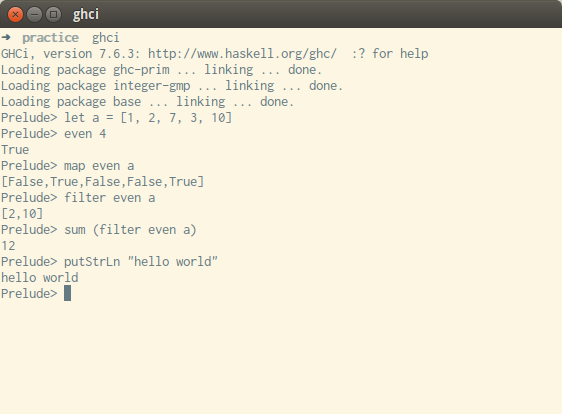 ghci
➜  practice  ghci
GHCi, version 7.6.3: http://www.haskell.org/ghc/  :? for help
Loading package ghc-prim ... linking ... done.
Loading package integer-gmp ... linking ... done.
Loading package base ... linking ... done.
Prelude> let a = [1, 2, 7, 3, 10]
Prelude> even 4
True
Prelude> map even a
[False,True,False,False,True]
Prelude> filter even a
[2,10]
Prelude> sum (filter even a)
12
Prelude> putStrLn "hello world"
hello world
Prelude>